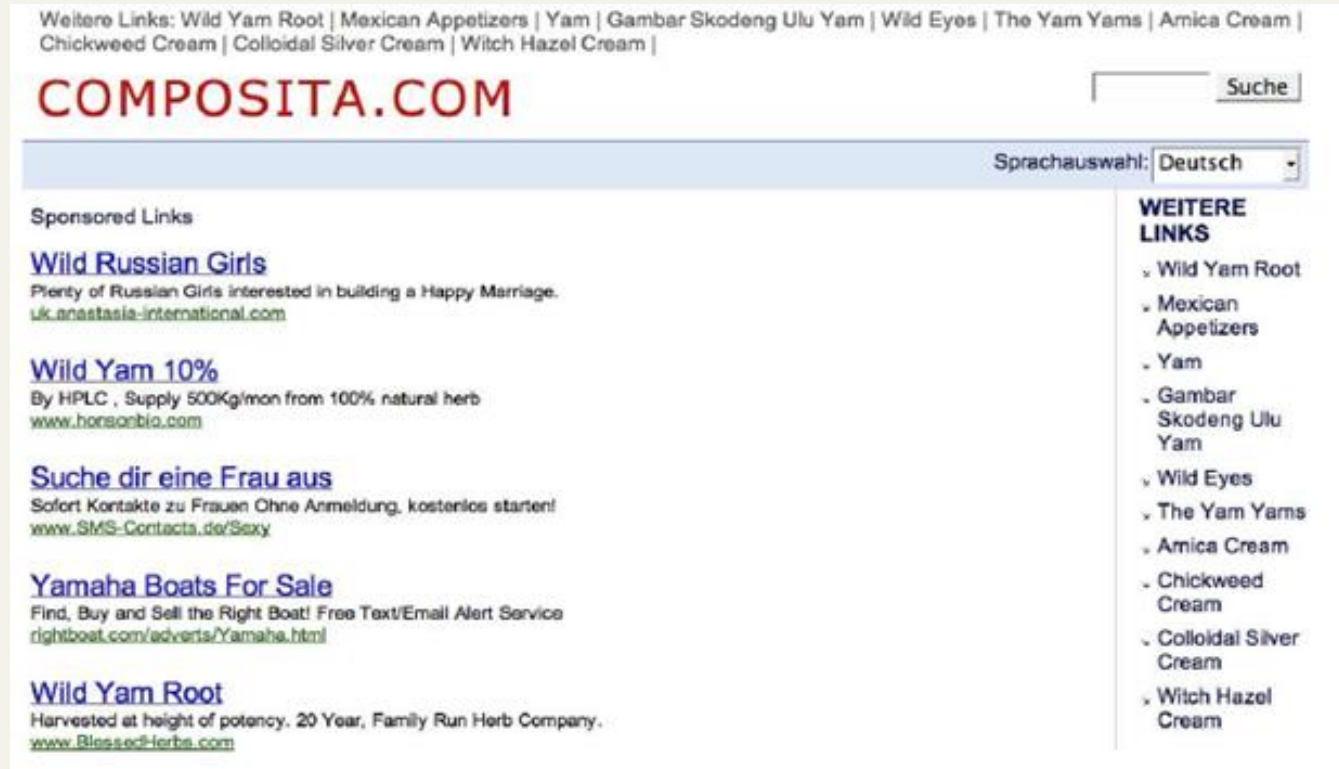 Weitere Links: Wild Yam Root | Mexican Appetizers | Yam | Gambar Skodeng Ulu Yam | Wild Eyes | The Yam Yams | Arnica Cream |
Chickweed Cream | Colloidal Silver Cream | Witch Hazel Cream |
COMPOSITA.COM
Suche
Sprachauswahl: Deutsch
Sponsored Links
Wild Russian Girls
Plenty of Russian Girls interested in building a Happy Marriage.
uk.anastasia-international.com
Wild Yam 10%
By HPLC , Supply 500Kg/mon from 100% natural herb
www.honsonbio.com
Suche dir eine Frau aus
Sofort Kontakte zu Frauen Ohne Anmeldung, kostenlos starten!
www.SMS-Contacts.de/Sexy
Yamaha Boats For Sale
Find, Buy and Sell the Right Boat! Free Text/Email Alert Service
rightboat.com/adverts/Yamaha.html
Wild Yam Root
Harvested at height of potency. 20 Year, Family Run Herb Company.
www.BlessedHerbs.com
WEITERE
LINKS
Wild Yam Root
Mexican
Appetizers
Yam
Gambar
Skodeng Ulu
Yam
Wild Eyes
The Yam Yams
Arnica Cream
Chickweed
Cream
Colloidal Silver
Cream
Witch Hazel
Cream